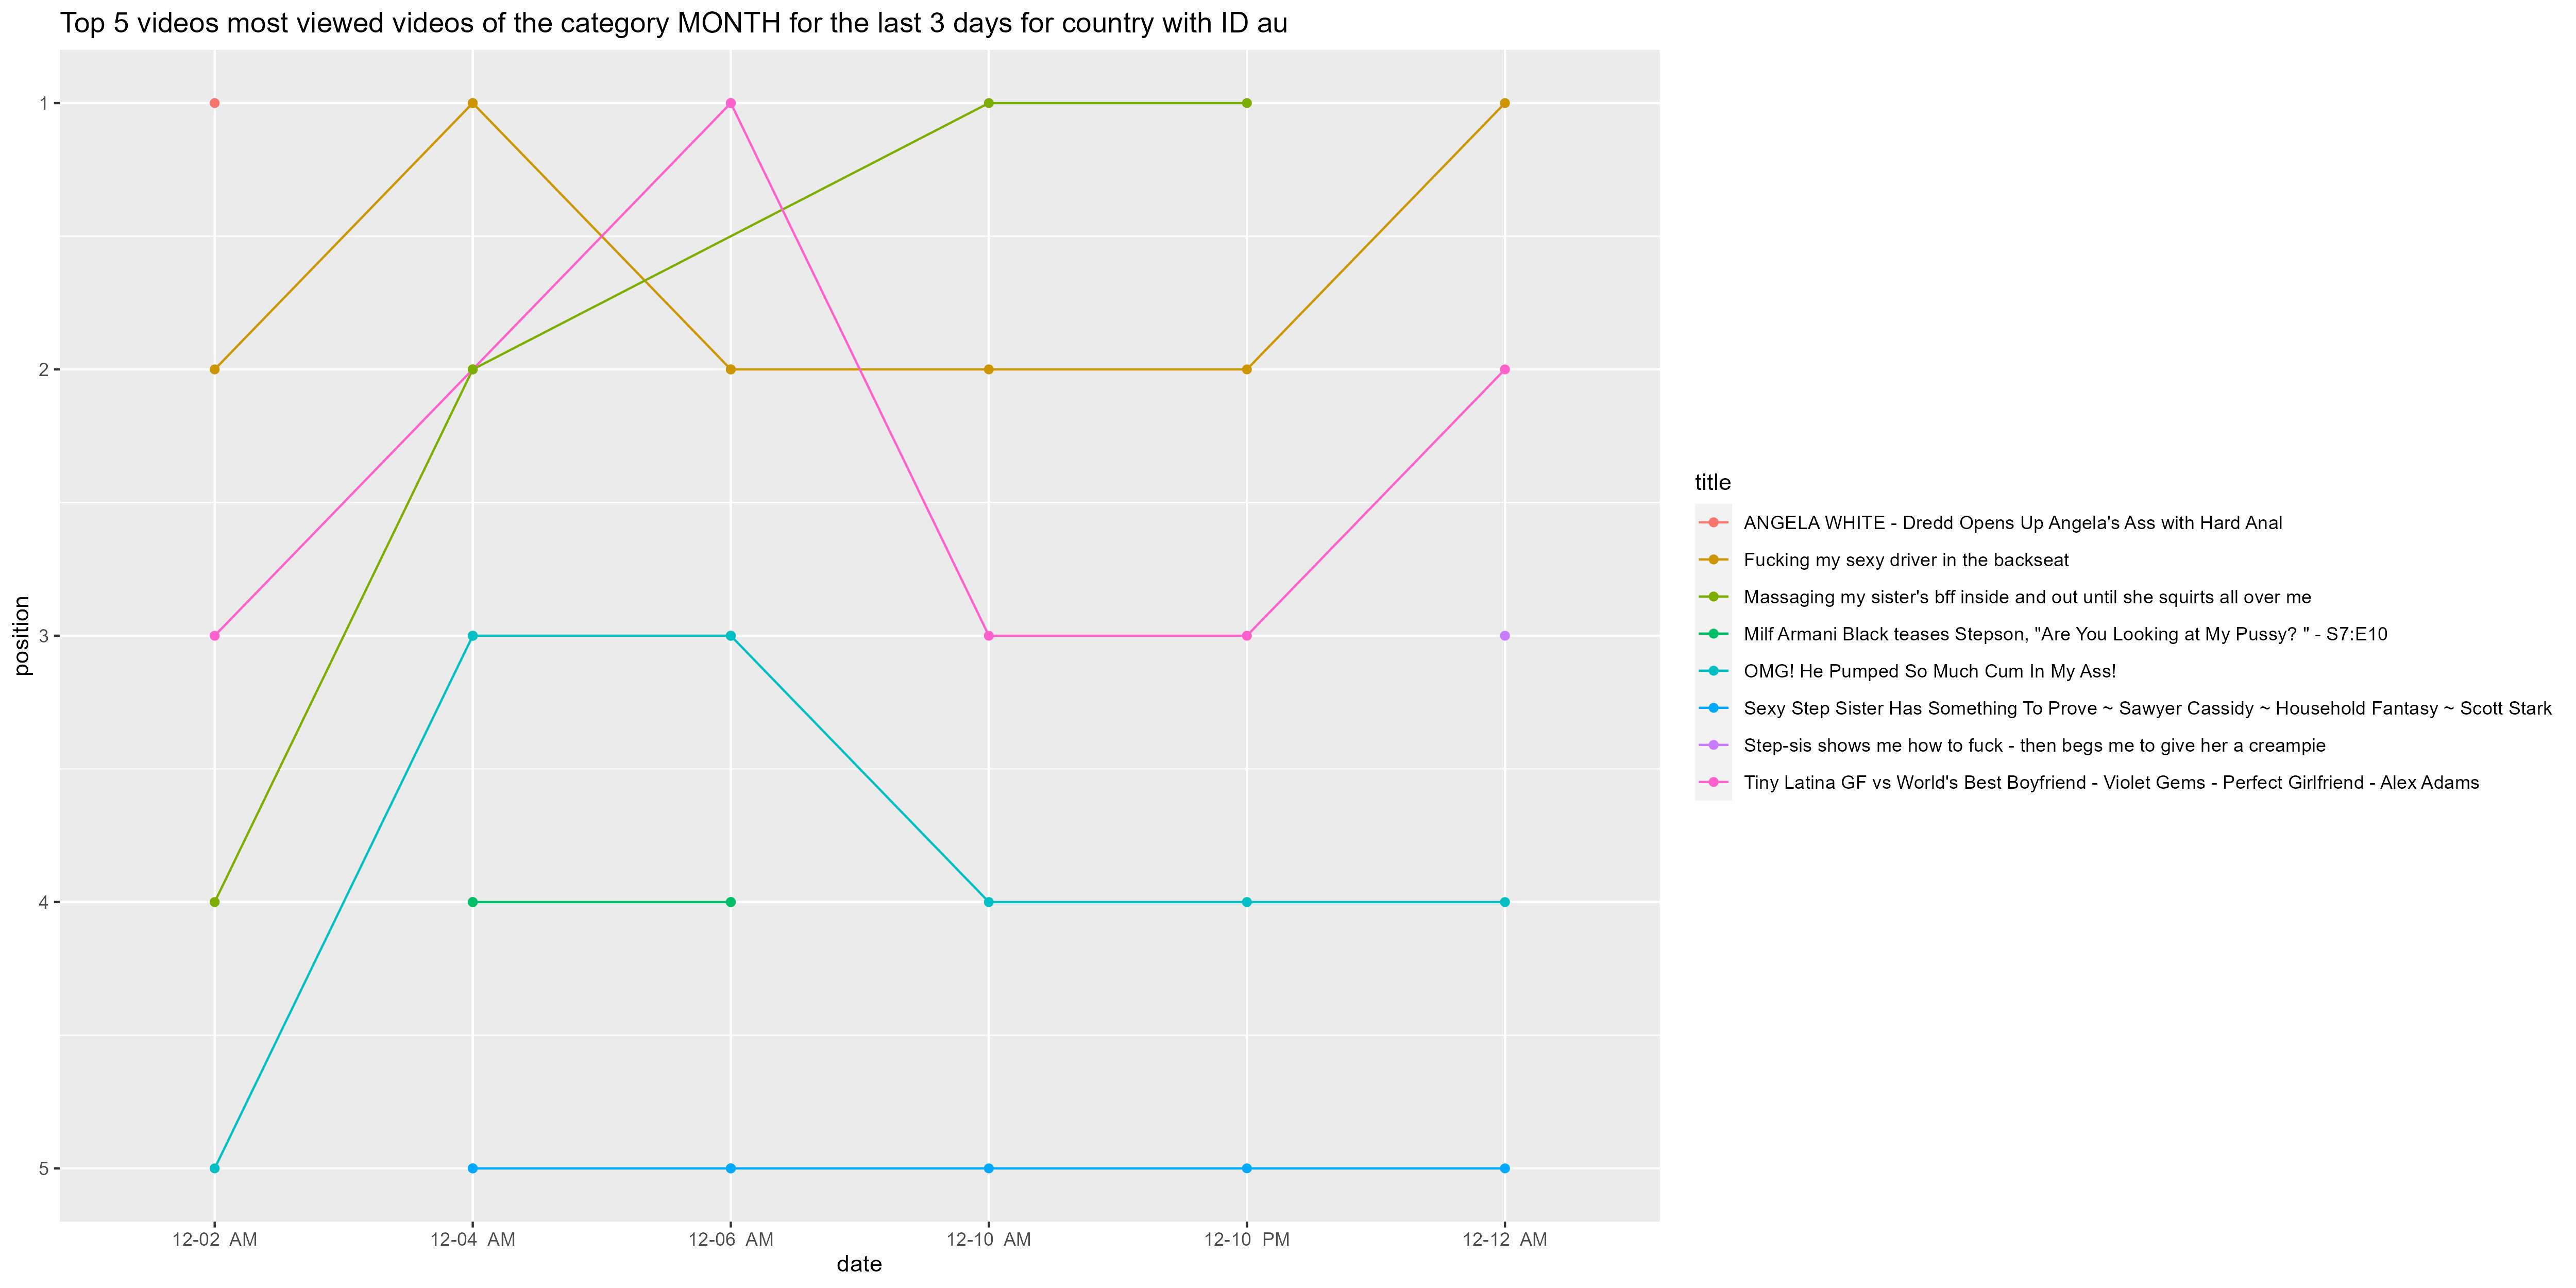 Top 5 videos most viewed videos of the category MONTH for the last 3 days for country with ID au
1
2
3
4
5
position
12-02 AM
12-04 AM
12-06 AM
12-10 AM
12-10 PM
12-12 AM
date
title
ANGELA WHITE - Dredd Opens Up Angela's Ass with Hard Anal
Fucking my sexy driver in the backseat
Massaging my sister's bff inside and out until she squirts all over me
Milf Armani Black teases Stepson, "Are You Looking at My Pussy? " - S7:E10
OMG! He Pumped So Much Cum In My Ass!
Sexy Step Sister Has Something To Prove ~ Sawyer Cassidy ~ Household Fantasy ~ Scott Stark
Step-sis shows me how to fuck - then begs me to give her a creampie
Tiny Latina GF vs World's Best Boyfriend - Violet Gems - Perfect Girlfriend - Alex Adams